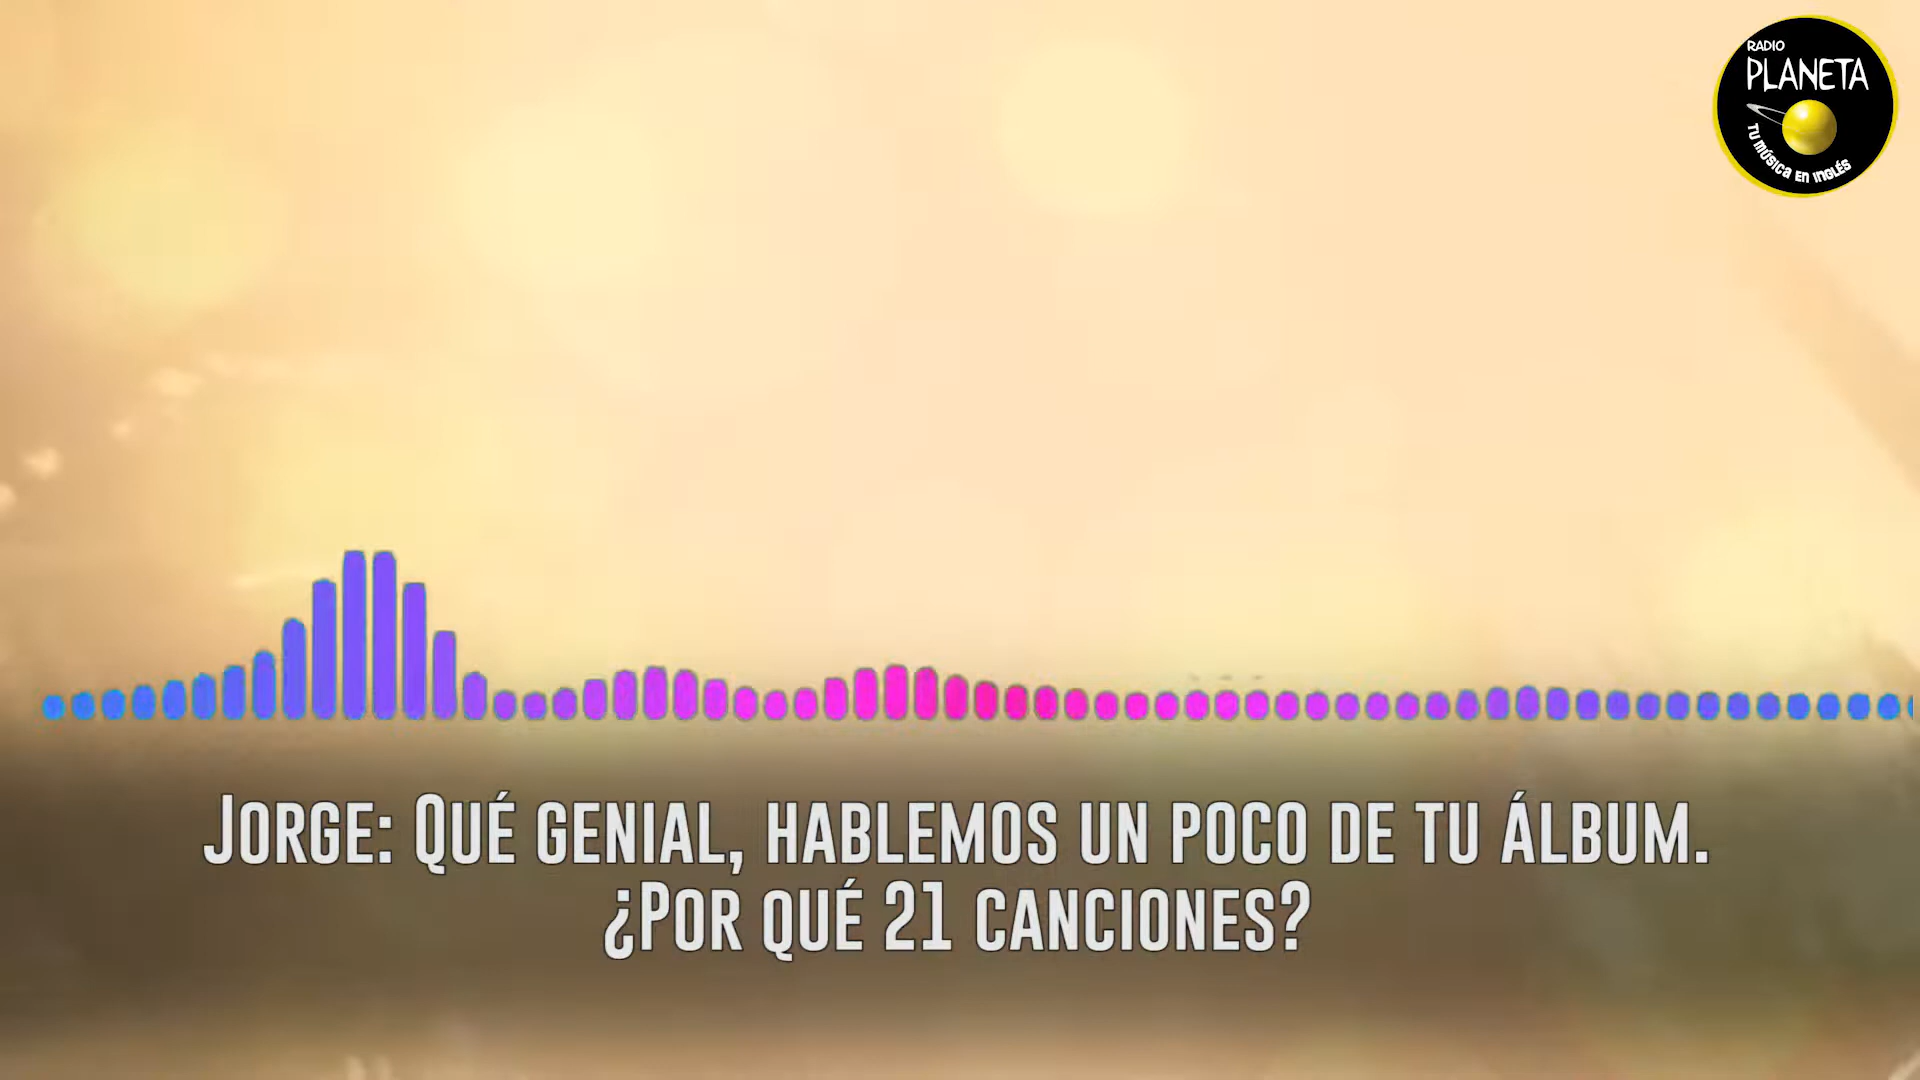 RADIO
PLANETA
TU MÚSICA EN INGLÉS
JORGE: QUÉ GENIAL, HABLEMOS UN POCO DE TU ÁLBUM.
¿POR QUÉ 21 CANCIONES?